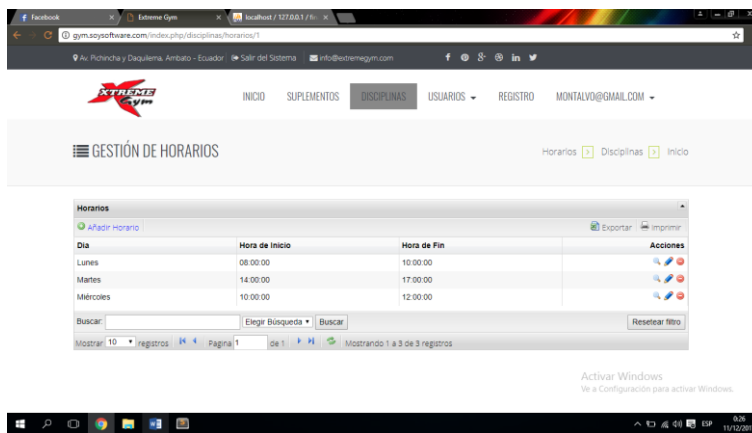 Facebook
Extreme Gym
localhost / 127.0.0.1 /
gym.soysoftware.com/index.php/disciplinas/horarios/1
Av. Pichincha y Daquilema, Ambato - Ecuador Salir del Sistema info@extremegym.com
XTREME
Gym
INICIO SUPLEMENTOS DISCIPLINAS USUARIOS REGISTRO MONTALVO@GMAIL.COM
GESTIÓN DE HORARIOS
Horarios Disciplinas Inicio
Horarios
Añadir Horario Exportar Imprimir
Dia Hora de Inicio Hora de Fin Acciones
Lunes 08:00:00 10:00:00
Martes 14:00:00 17:00:00
Miércoles 10:00:00 12:00:00
Buscar: Elegir Búsqueda Buscar Resetear filtro
Mostrar 10 registros Pagina 1 de 1 Mostrando 1 a 3 de 3 registros
Activar Windows
Ve a Configuración para activar Windows.
ESP 0:26
11/12/201